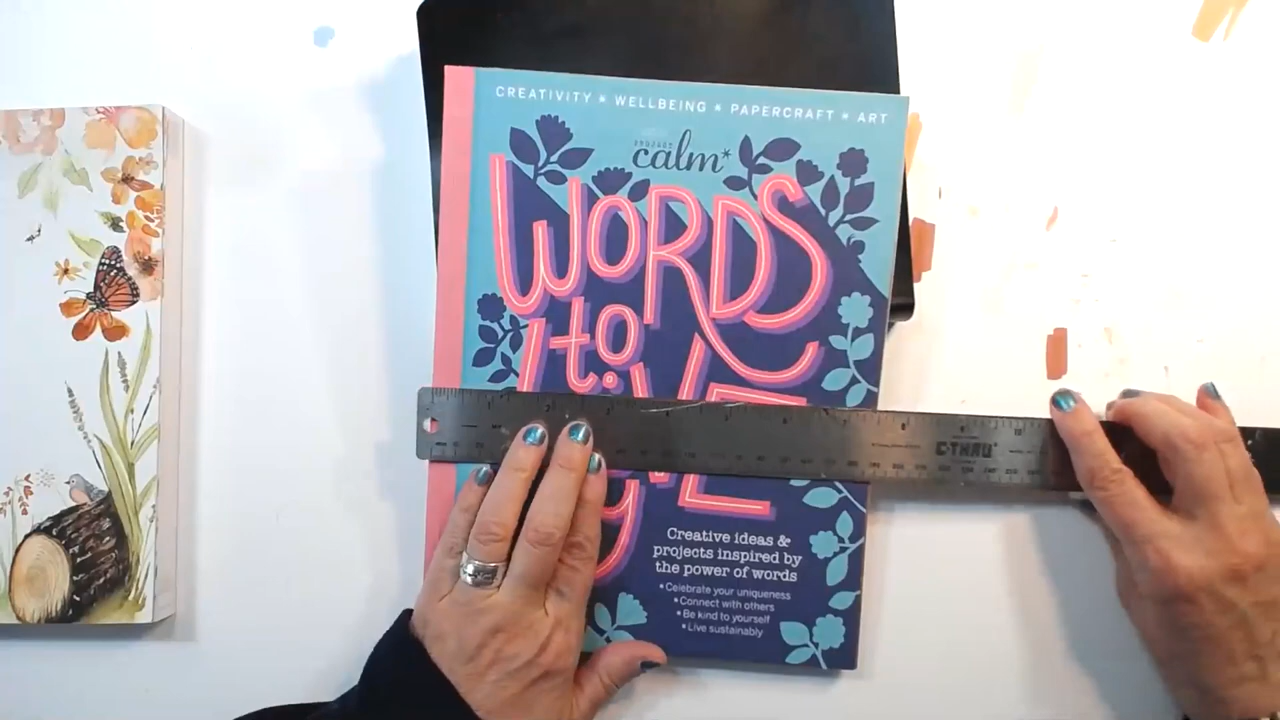 CREATIVITY * WELLBEING * PAPERCRAFT * ART
PROJECT
calm*
WORDS
to
Creative ideas &
projects inspired by
the power of words
* Celebrate your uniqueness
* Connect with others
* Be kind to yourself
* Live sustainably
C-THRU